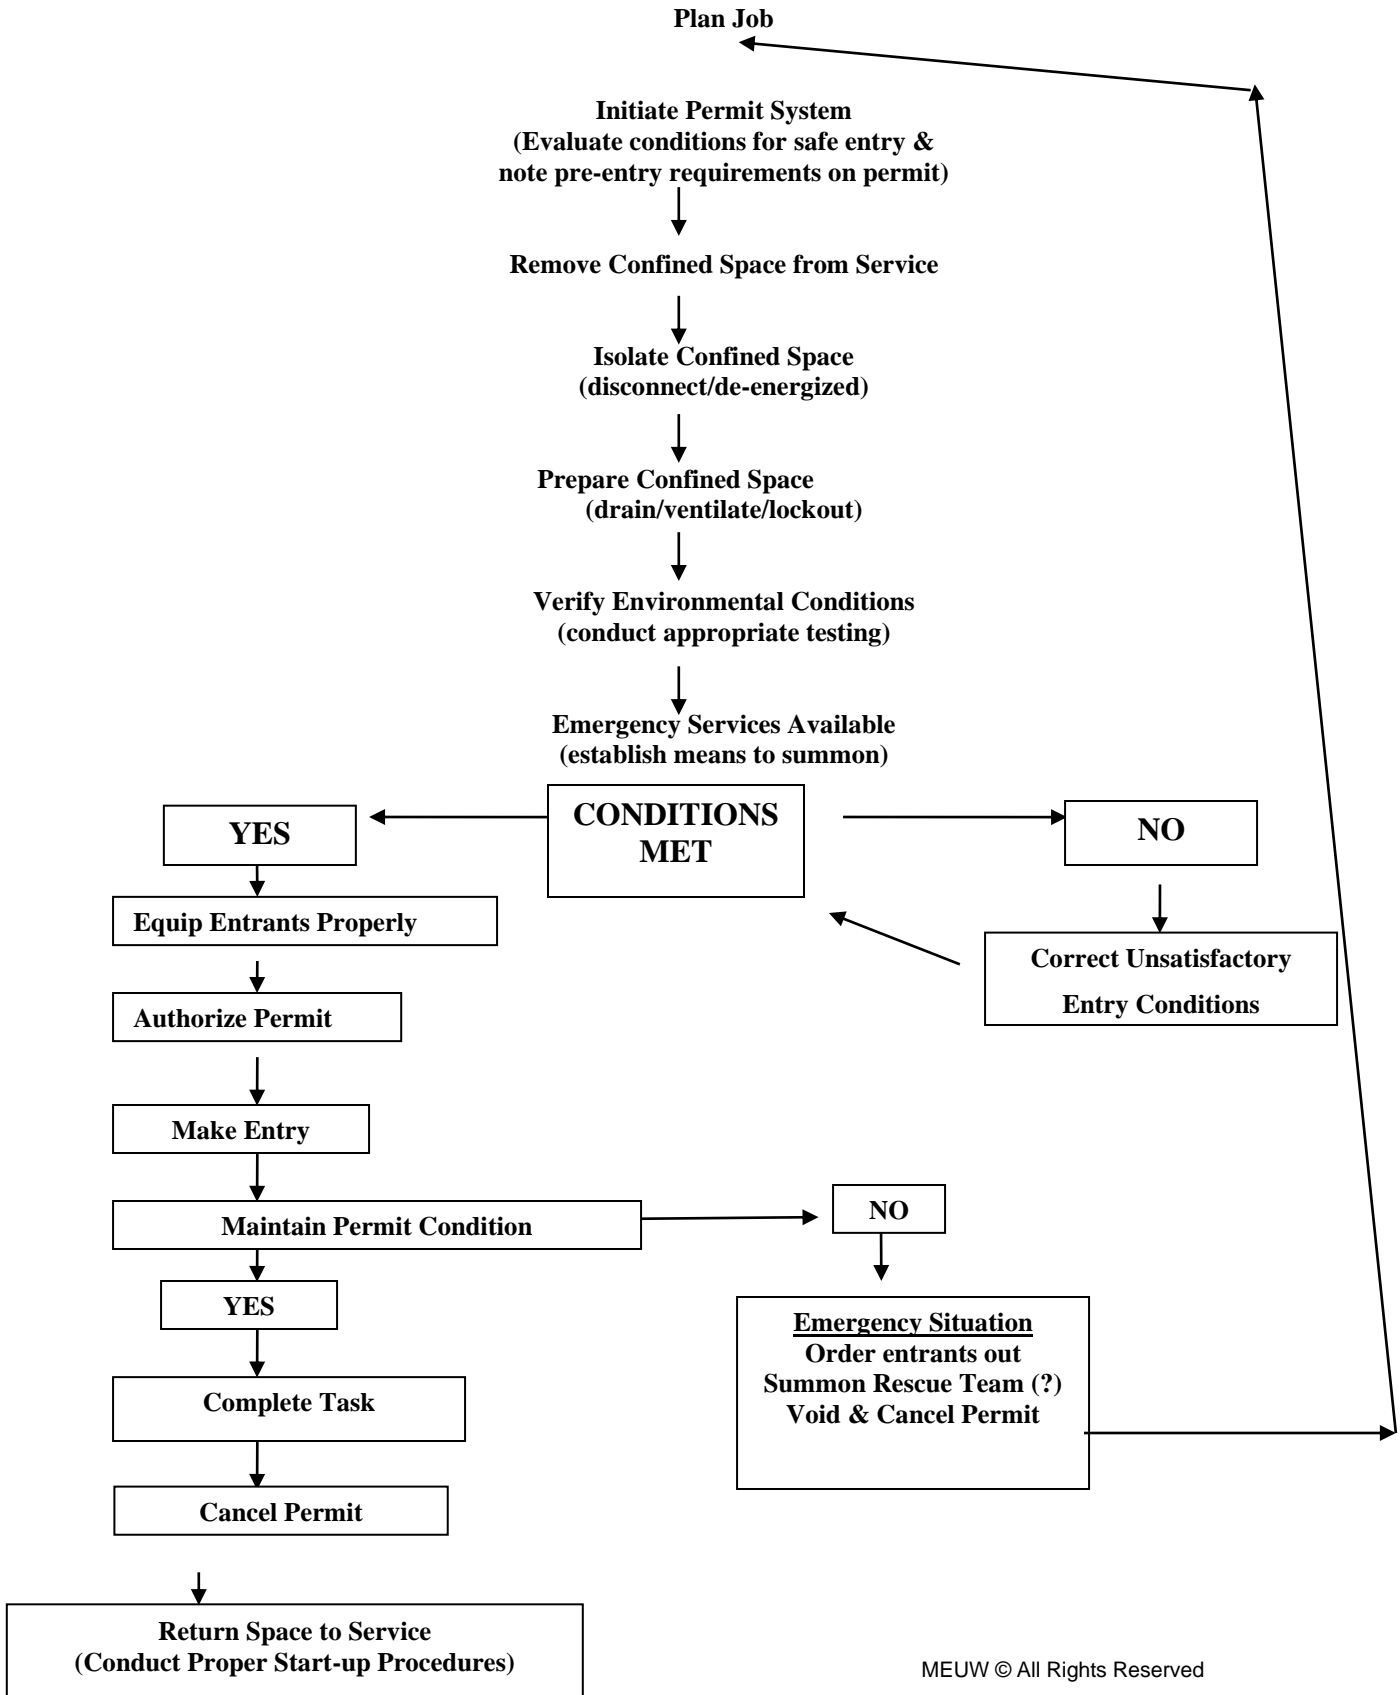 Plan Job
Initiate Permit System
(Evaluate conditions for safe entry &
note pre-entry requirements on permit)
Remove Confined Space from Service
Isolate Confined Space
(disconnect/de-energized)
Prepare Confined Space
(drain/ventilate/lockout)
Verify Environmental Conditions
(conduct appropriate testing)
Emergency Services Available
(establish means to summon)
CONDITIONS
MET
YES
NO
Equip Entrants Properly
Correct Unsatisfactory
Entry Conditions
Authorize Permit
Make Entry
Maintain Permit Condition
NO
YES
Emergency Situation
Order entrants out
Summon Rescue Team (?)
Void & Cancel Permit
Complete Task
Cancel Permit
Return Space to Service
(Conduct Proper Start-up Procedures)
MEUW © All Rights Reserved